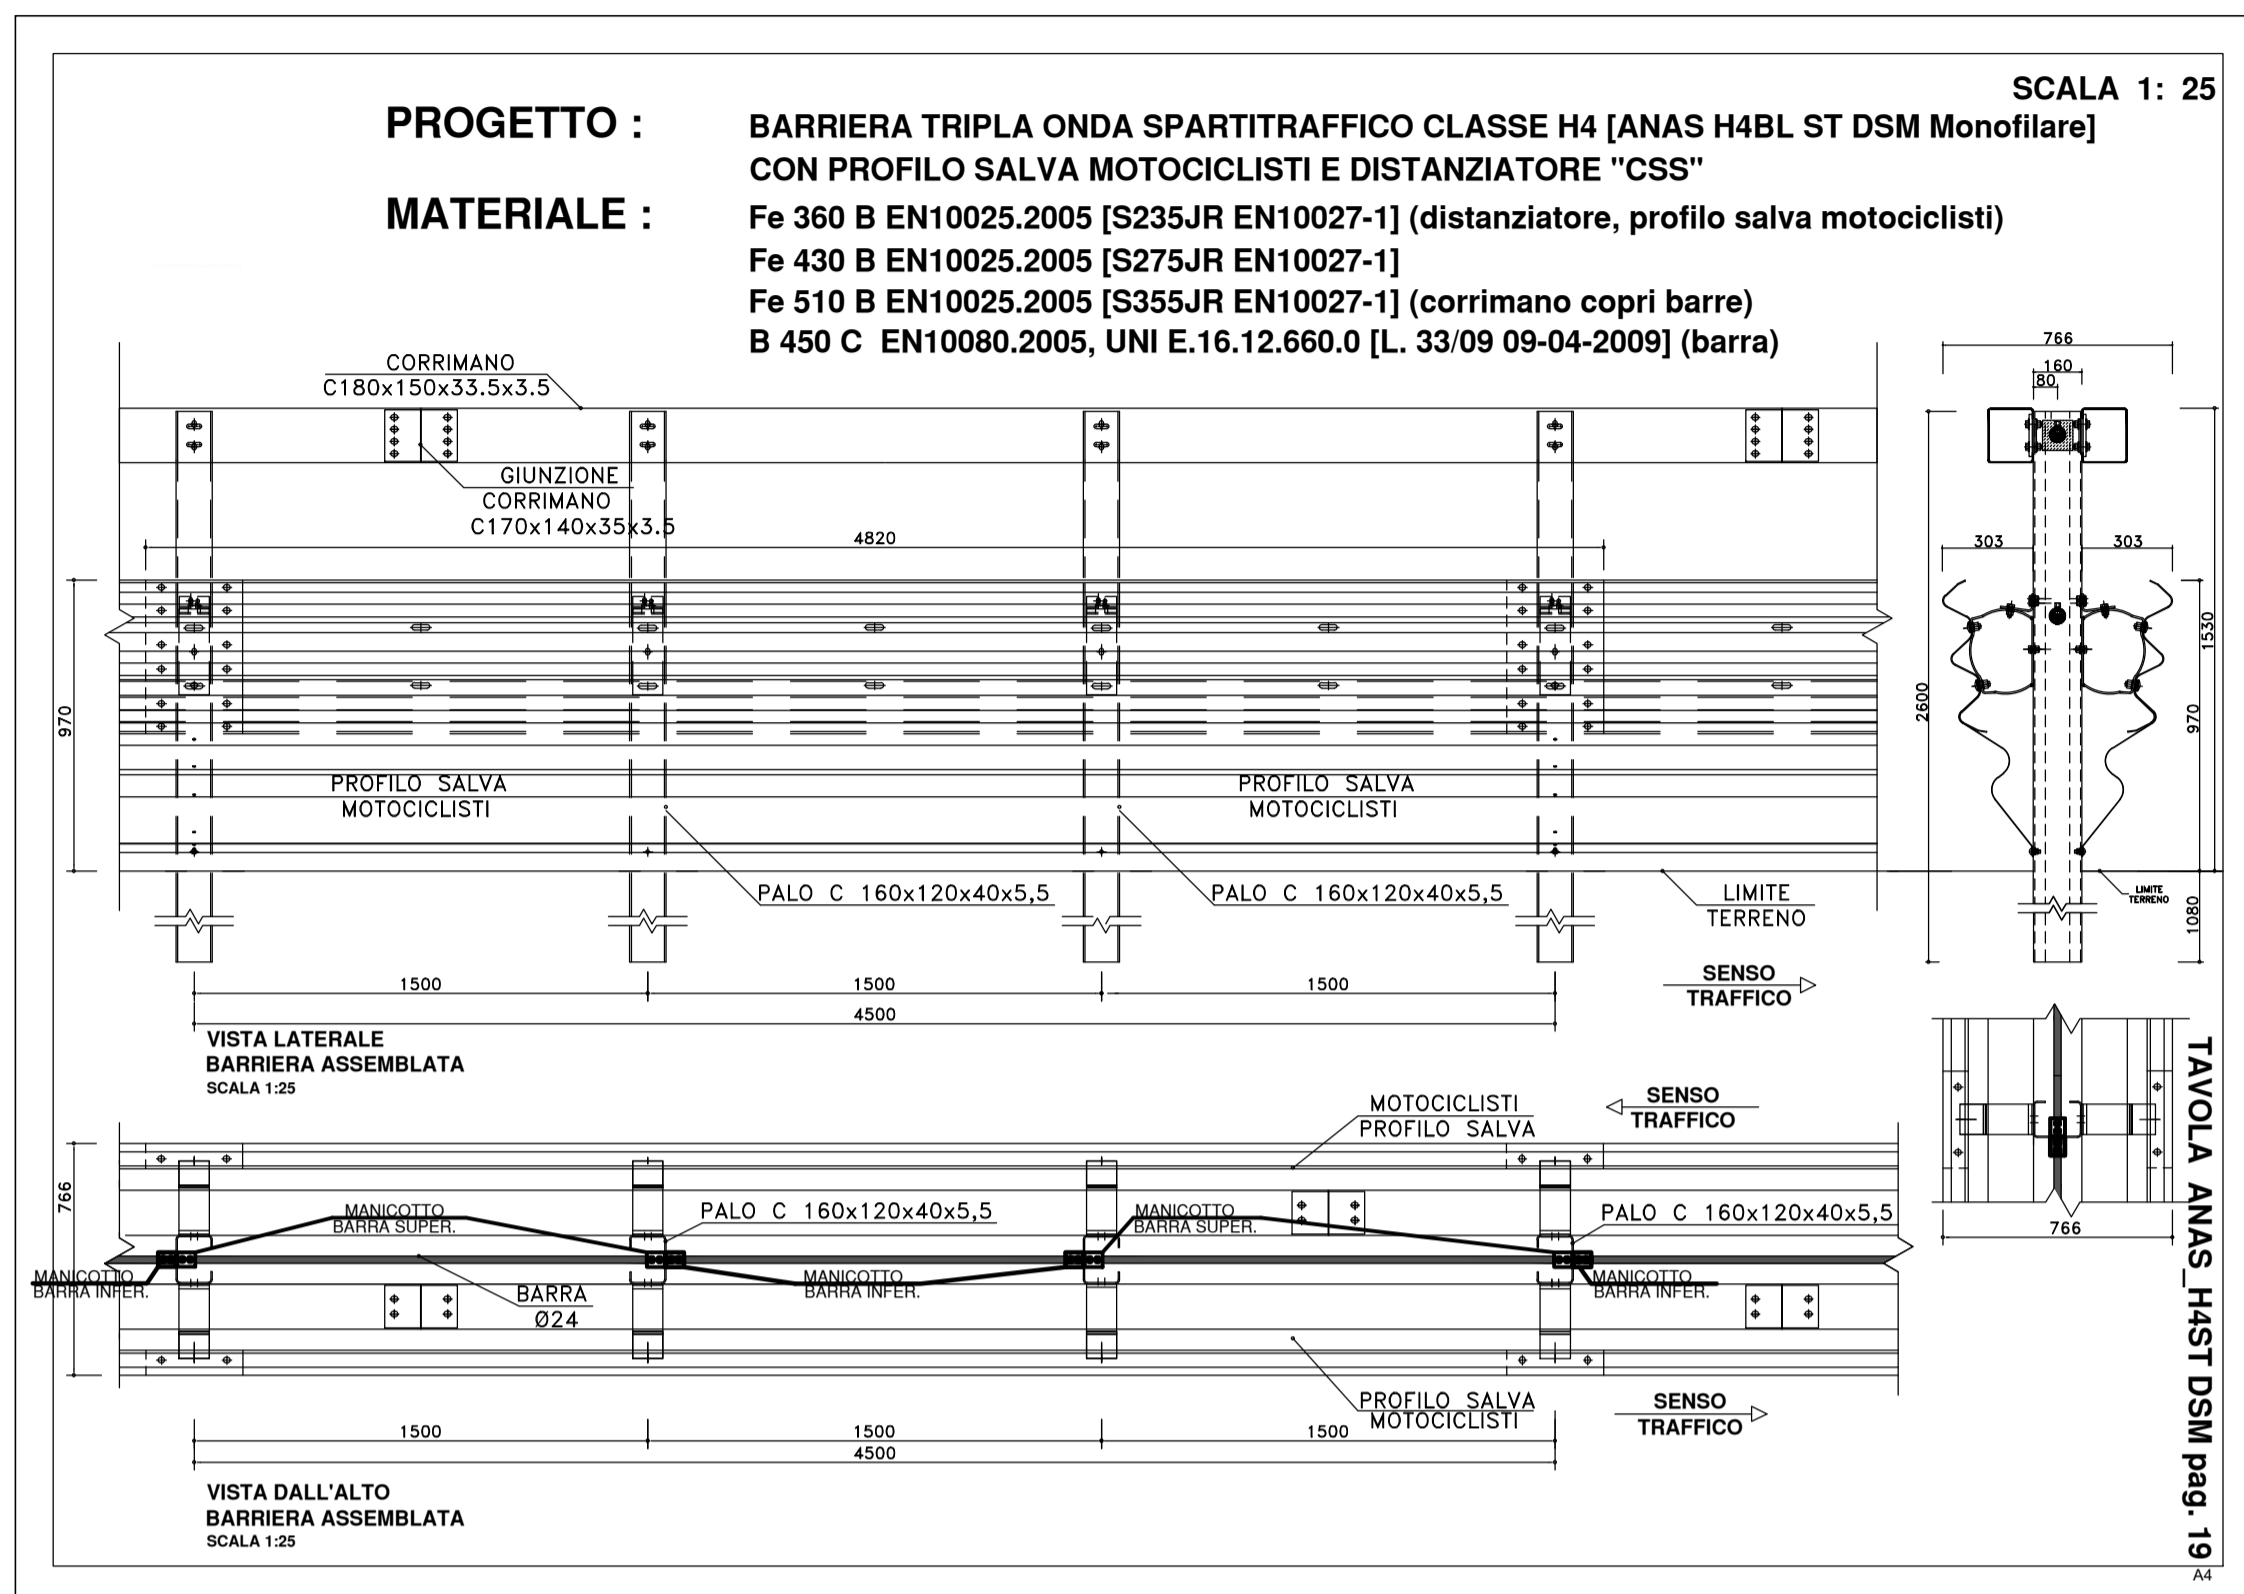 SCALA 1: 25
PROGETTO :
BARRIERA TRIPLA ONDA SPARTITRAFFICO CLASSE H4 [ANAS H4BL ST DSM Monofilare]
CON PROFILO SALVA MOTOCICLISTI E DISTANZIATORE "CSS"
MATERIALE :
Fe 360 B EN10025.2005 [S235JR EN10027-1] (distanziatore, profilo salva motociclisti)
Fe 430 B EN10025.2005 [S275JR EN10027-1]
Fe 510 B EN10025.2005 [S355JR EN10027-1] (corrimano copri barre)
B 450 C EN10080.2005, UNI E.16.12.660.0 [L. 33/09 09-04-2009] (barra)
CORRIMANO
C180x150x33.5x3.5
GIUNZIONE
CORRIMANO
C170x140x35x3.5
4820
970
PROFILO SALVA
MOTOCICLISTI
PROFILO SALVA
MOTOCICLISTI
PALO C 160x120x40x5,5
PALO C 160x120x40x5,5
LIMITE
TERRENO
1500
1500
1500
4500
SENSO
TRAFFICO
VISTA LATERALE
BARRIERA ASSEMBLATA
SCALA 1:25
766
160
80
303
303
2600
1530
970
1080
LIMITE
TERRENO
766
MOTOCICLISTI
PROFILO SALVA
SENSO
TRAFFICO
766
MANICOTTO
BARRA SUPER.
PALO C 160x120x40x5,5
MANICOTTO
BARRA SUPER.
PALO C 160x120x40x5,5
MANICOTTO
BARRA INFER.
BARRA
Ø24
MANICOTTO
BARRA INFER.
MANICOTTO
BARRA INFER.
PROFILO SALVA
MOTOCICLISTI
SENSO
TRAFFICO
1500
1500
1500
4500
VISTA DALL'ALTO
BARRIERA ASSEMBLATA
SCALA 1:25
TAVOLA ANAS_H4ST DSM pag. 19
A4